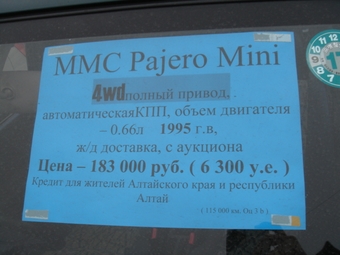 MMC Pajero Mini
4wd полный привод,
автоматическаяКПП, объем двигателя
– 0.66л 1995 г.в,
ж/д доставка, с аукциона
Цена – 183 000 руб. ( 6 300 у.е. )
Кредит для жителей Алтайского края и республики
Алтай